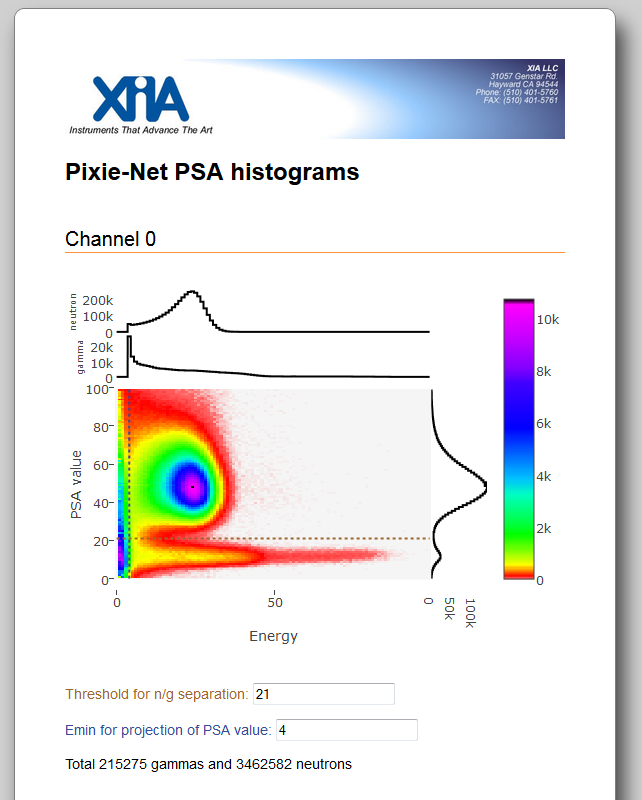 XIA
Instruments That Advance The Art
XIA LLC
31057 Genstar Rd.
Hayward CA 94544
Phone: (510) 401-5760
FAX: (510) 401-5761
Pixie-Net PSA histograms
Channel 0
neutron
200k
100k
0
gamma
20k
10k
0
PSA value
100
80
60
40
20
0
0
50
Energy
0
50k
100k
10k
8k
6k
4k
2k
0
Threshold for n/g separation: 21
Emin for projection of PSA value: 4
Total 215275 gammas and 3462582 neutrons